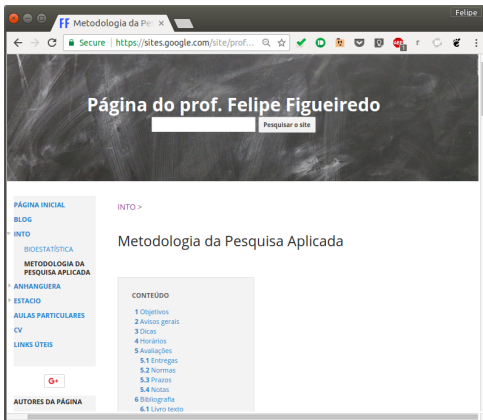 Felipe
FF Metodologia da Pes ×
Secure | https://sites.google.com/site/prof...
Página do prof. Felipe Figueiredo
Pesquisar o site
PÁGINA INICIAL
BLOG
INTO
BIOESTATÍSTICA
METODOLOGIA DA
PESQUISA APLICADA
ANHANGUERA
ESTACIO
AULAS PARTICULARES
CV
LINKS ÚTEIS
G+
AUTORES DA PÁGINA
INTO >
Metodologia da Pesquisa Aplicada
CONTEÚDO
1 Objetivos
2 Avisos gerais
3 Dicas
4 Horários
5 Avaliações
5.1 Entregas
5.2 Normas
5.3 Prazos
5.4 Notas
6 Bibliografia
6.1 Livro texto